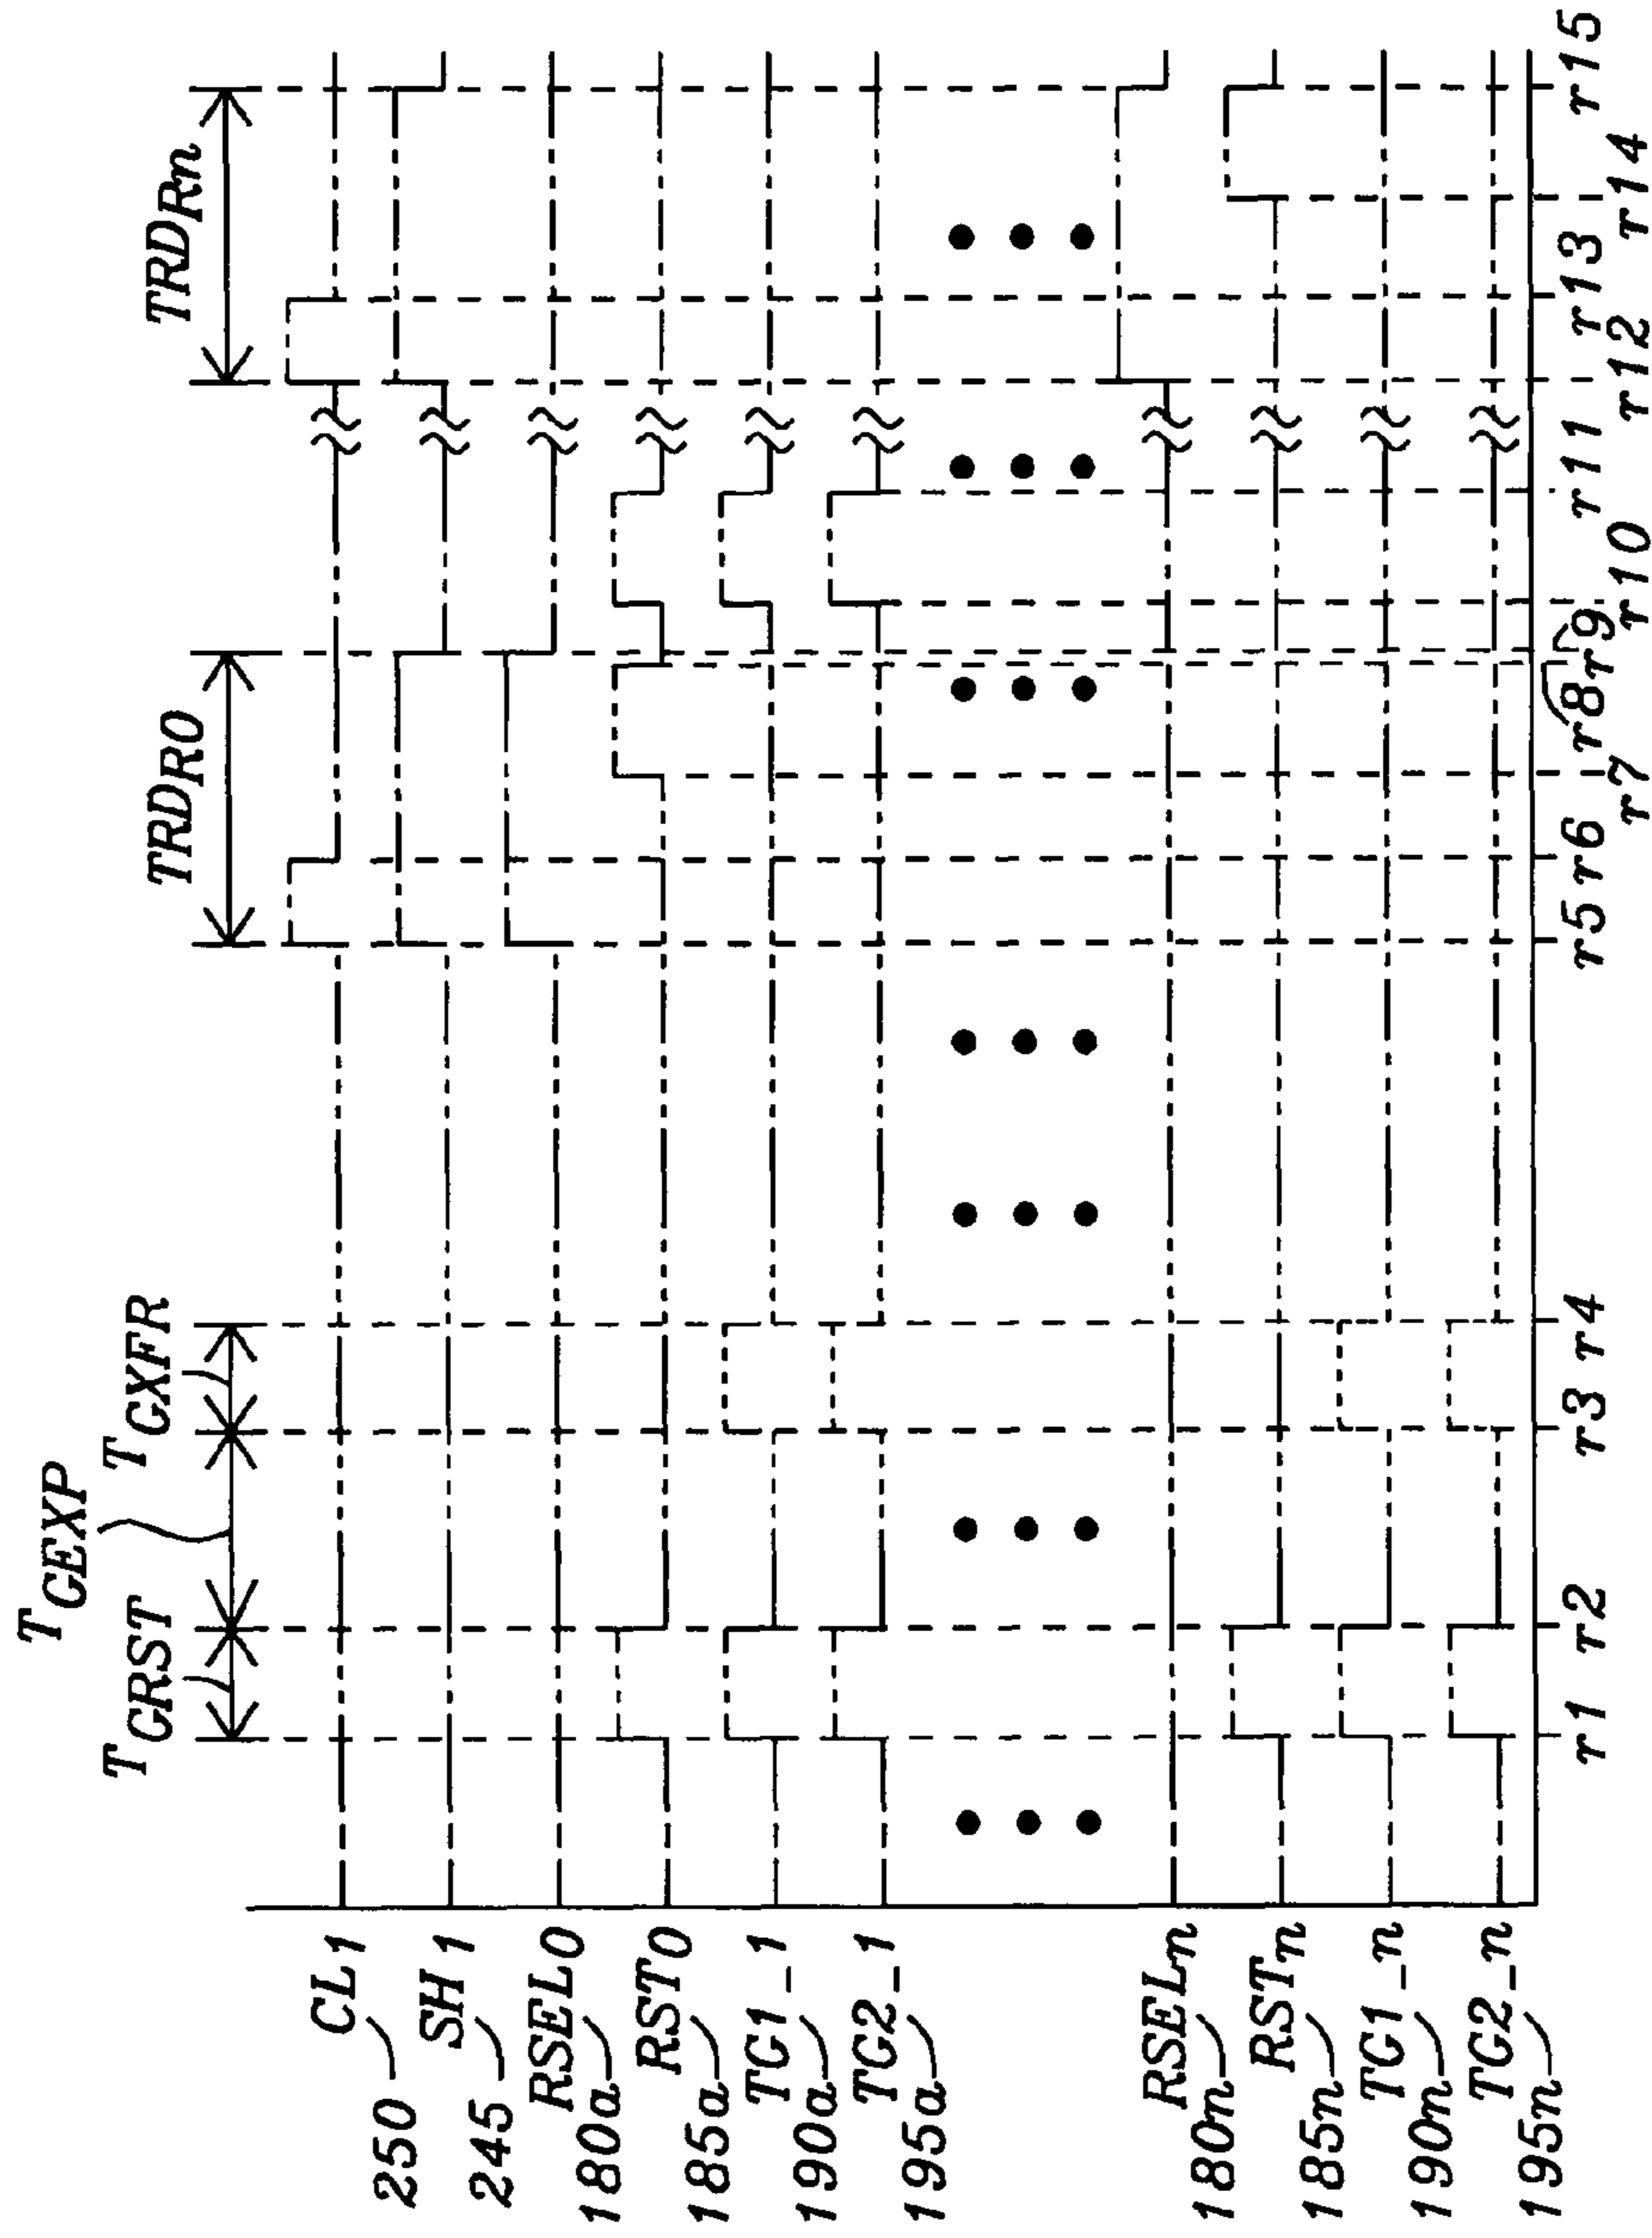 T_GEXP
T_GRST
T_GXFR
TRD_R0
TRD_Rn
CL1
250
SH1
245
RSEL0
180a
RST0
185a
TG1_1
190a
TG2_1
195a
RSELn
180n
RSTn
185n
TG1_n
190n
TG2_n
195n
r1 r2 r3 r4 r5 r6 r7 r8 r9 r10 r11 r12 r13 r14 r15